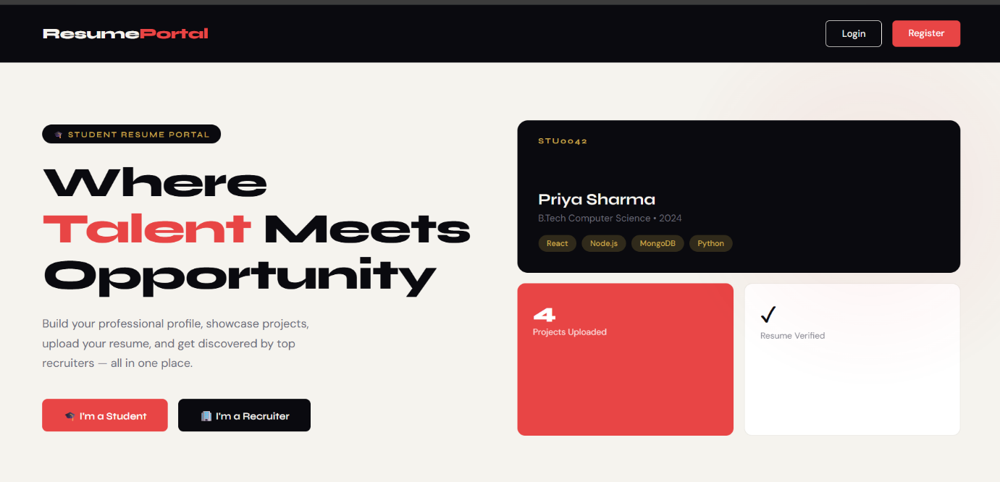 ResumePortal
Login
Register
🎓 STUDENT RESUME PORTAL
Where
Talent Meets
Opportunity
Build your professional profile, showcase projects,
upload your resume, and get discovered by top
recruiters — all in one place.
🎓 I'm a Student
🏢 I'm a Recruiter
STU0042
Priya Sharma
B.Tech Computer Science • 2024
React
Node.js
MongoDB
Python
4
Projects Uploaded
✓
Resume Verified